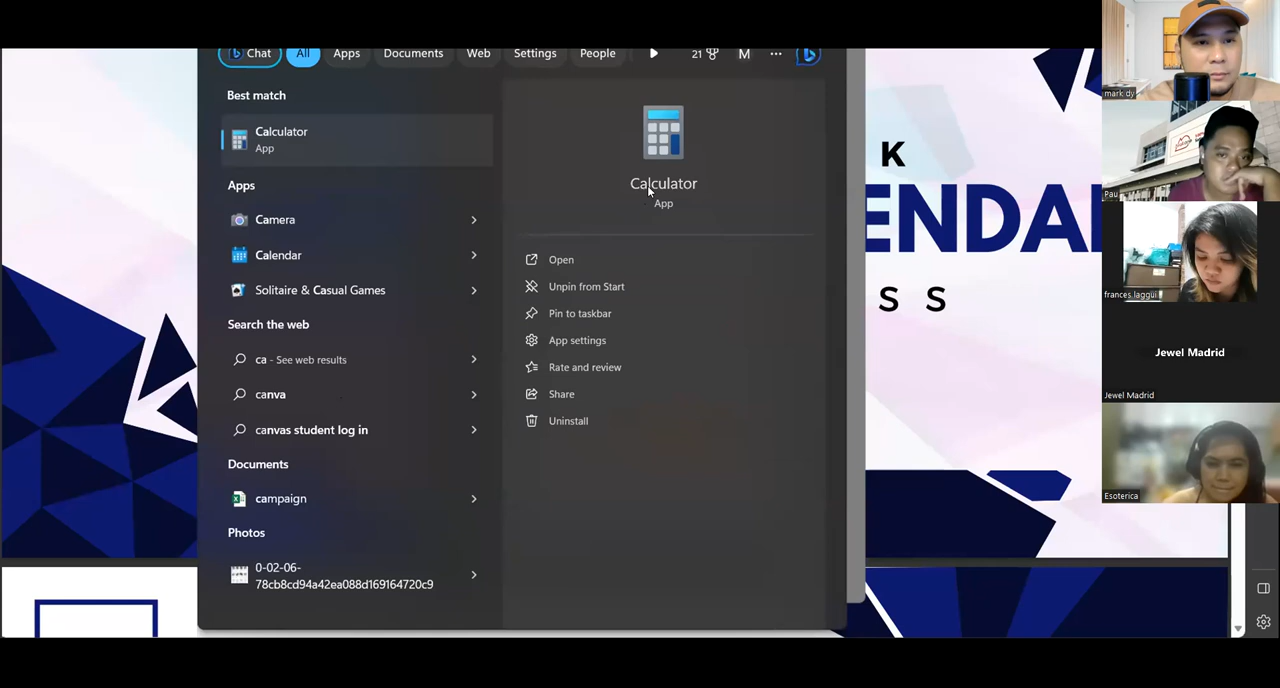 Chat All Apps Documents Web Settings People 21 M
Best match
Calculator
App
Apps
Camera
Calendar
Solitaire & Casual Games
Search the web
ca - See web results
canva
canvas student log in
Documents
campaign
Photos
0-02-06-
78cb8cd94a42ea088d169164720c9
Calculator
App
Open
Unpin from Start
Pin to taskbar
App settings
Rate and review
Share
Uninstall
K
ENDAR
S S
mark dy
Pau
frances laggui
Jewel Madrid
Jewel Madrid
Esoterica